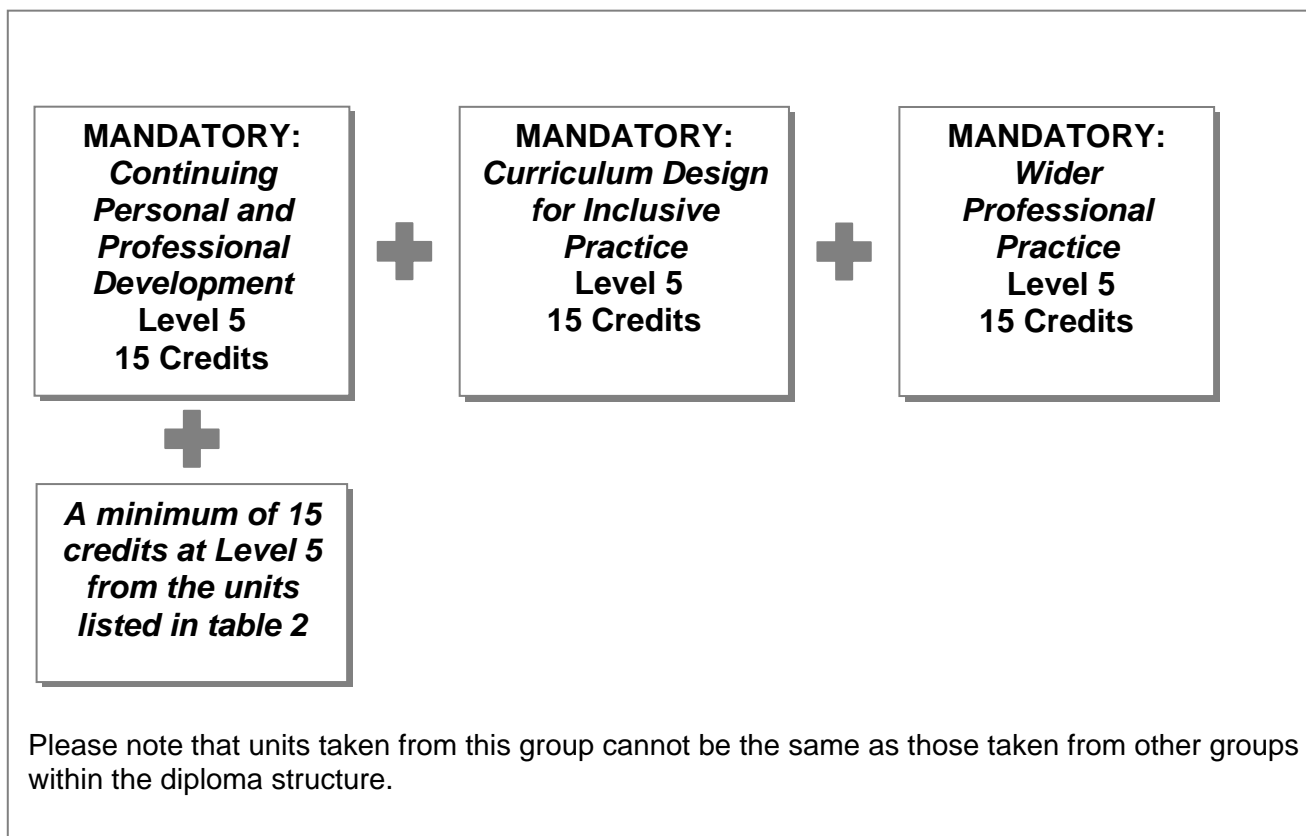 MANDATORY:
Continuing
Personal and
Professional
Development
Level 5
15 Credits
MANDATORY:
Curriculum Design
for Inclusive
Practice
Level 5
15 Credits
MANDATORY:
Wider
Professional
Practice
Level 5
15 Credits
A minimum of 15
credits at Level 5
from the units
listed in table 2
Please note that units taken from this group cannot be the same as those taken from other groups
within the diploma structure.